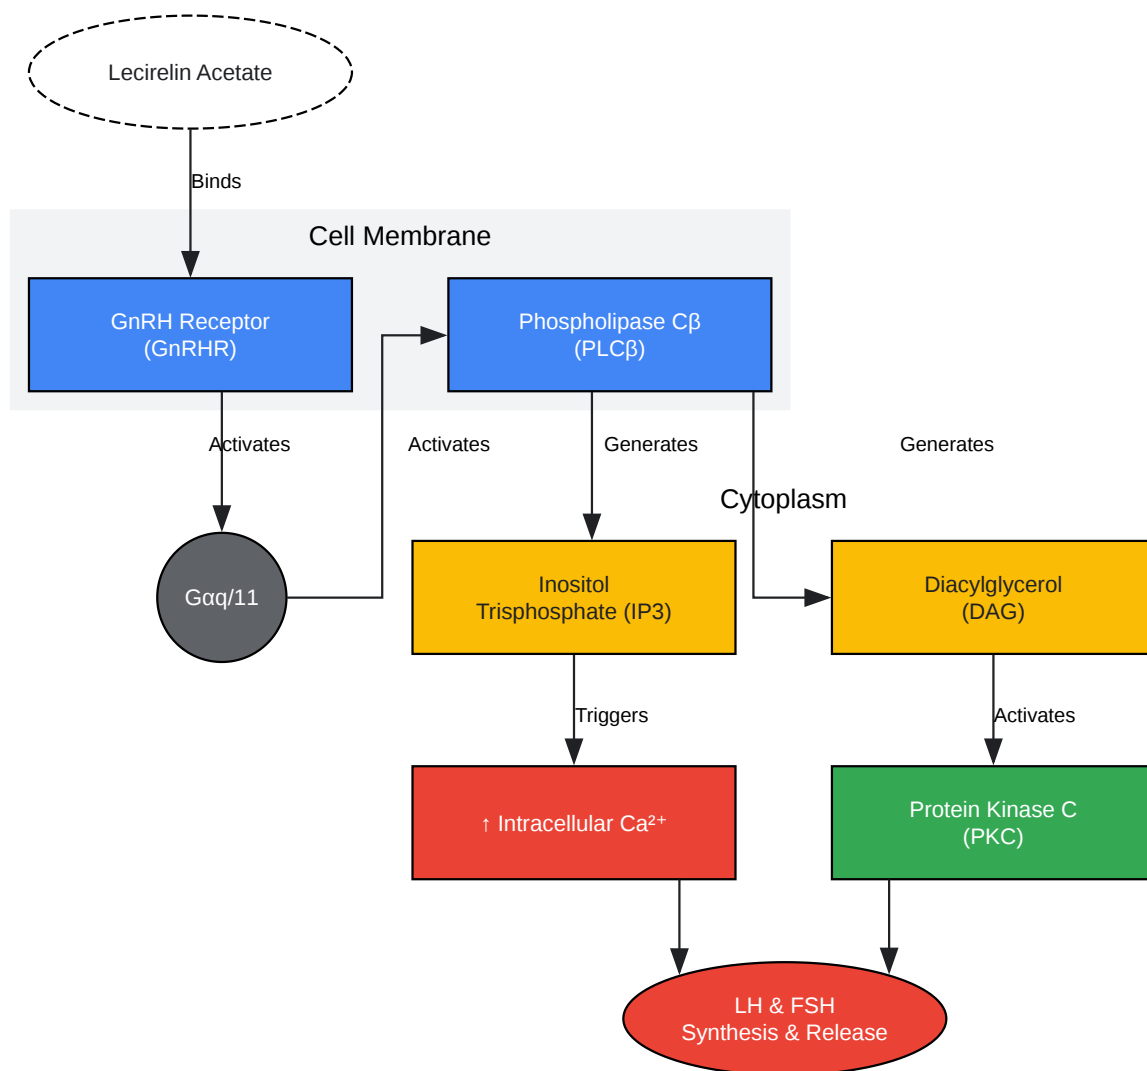 Lecirelin Acetate
Binds
Cell Membrane
GnRH Receptor
(GnRHR)
Phospholipase Cβ
(PLCβ)
Activates
Activates
Generates
Generates
Cytoplasm
Gαq/11
Inositol
Trisphosphate (IP3)
Diacylglycerol
(DAG)
Triggers
Activates
↑ Intracellular Ca²⁺
Protein Kinase C
(PKC)
LH & FSH
Synthesis & Release